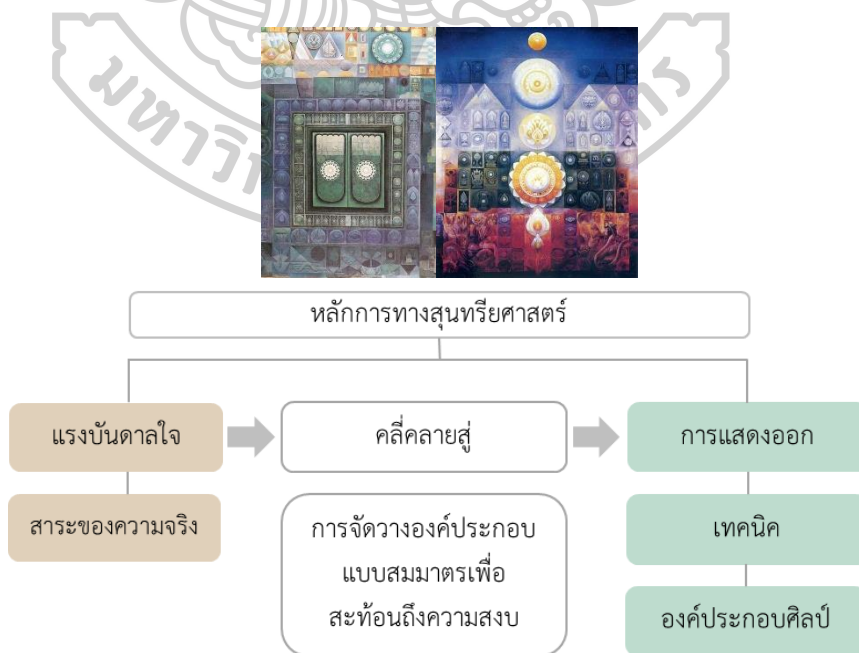 หลักการทางสุนทรียศาสตร์
แรงบันดาลใจ
คลี่คลายสู่
การแสดงออก
สาระของความจริง
การจัดวางองค์ประกอบ
แบบสมมาตรเพื่อ
สะท้อนถึงความสงบ
เทคนิค
องค์ประกอบศิลป์